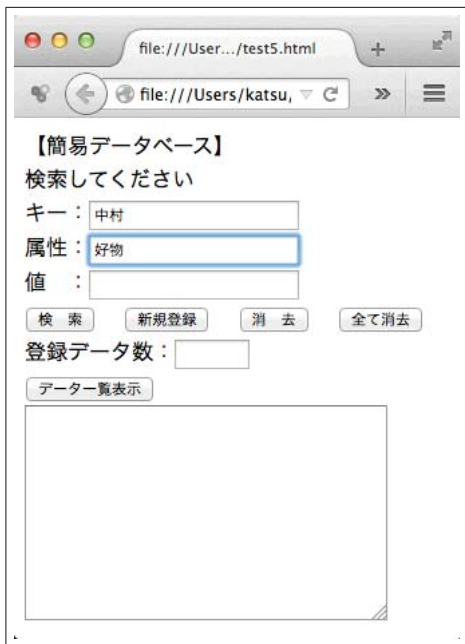 file:///User.../test5.html
file:///Users/katsu,
【簡易データベース】
検索してください
キー：中村
属性：好物
値　：
検　索　新規登録　消　去　全て消去
登録データ数：
データ一覧表示